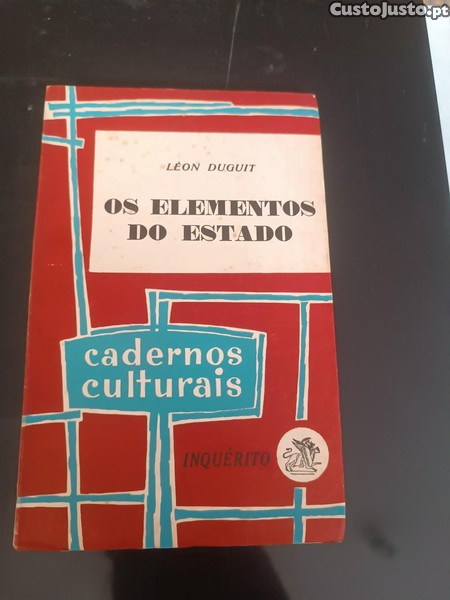 CustoJusto.pt
LÉON DUGUIT
OS ELEMENTOS
DO ESTADO
cadernos
culturais
INQUÉRITO